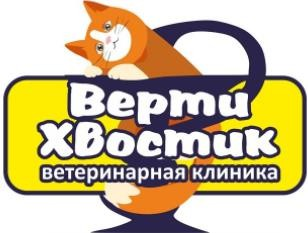 Верти
Хвостик
ветеринарная клиника